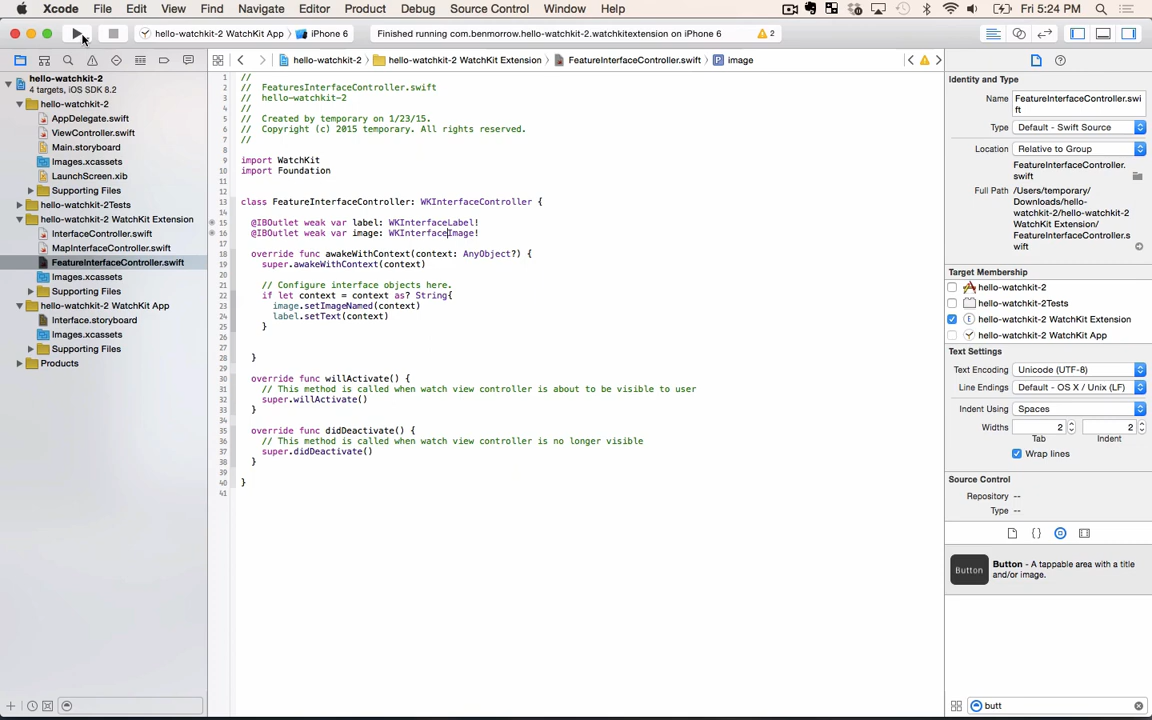 Xcode File Edit View Find Navigate Editor Product Debug Source Control Window Help Fri 5:24 PM
hello-watchkit-2 WatchKit App iPhone 6 Finished running com.benmorrow.hello-watchkit-2.watchkitextension on iPhone 6 2
hello-watchkit-2 hello-watchkit-2 WatchKit Extension FeatureInterfaceController.swift P image
hello-watchkit-2
4 targets, iOS SDK 8.2
hello-watchkit-2
AppDelegate.swift
ViewController.swift
Main.storyboard
Images.xcassets
LaunchScreen.xib
Supporting Files
hello-watchkit-2Tests
hello-watchkit-2 WatchKit Extension
InterfaceController.swift
MapInterfaceController.swift
FeatureInterfaceController.swift
Images.xcassets
Supporting Files
hello-watchkit-2 WatchKit App
Interface.storyboard
Images.xcassets
Supporting Files
Products
1 //
2 // FeaturesInterfaceController.swift
3 // hello-watchkit-2
4 //
5 // Created by temporary on 1/23/15.
6 // Copyright (c) 2015 temporary. All rights reserved.
7 //
8
9 import WatchKit
10 import Foundation
11
12
13 class FeatureInterfaceController: WKInterfaceController {
14
15 @IBOutlet weak var label: WKInterfaceLabel!
16 @IBOutlet weak var image: WKInterfaceImage!
17
18 override func awakeWithContext(context: AnyObject?) {
19 super.awakeWithContext(context)
20
21 // Configure interface objects here.
22 if let context = context as? String{
23 image.setImageNamed(context)
24 label.setText(context)
25 }
26
27
28 }
29
30 override func willActivate() {
31 // This method is called when watch view controller is about to be visible to user
32 super.willActivate()
33 }
34
35 override func didDeactivate() {
36 // This method is called when watch view controller is no longer visible
37 super.didDeactivate()
38 }
39
40 }
41
Identity and Type
Name FeatureInterfaceController.swi
ft
Type Default - Swift Source
Location Relative to Group
FeatureInterfaceController.
swift
Full Path /Users/temporary/
Downloads/hello-
watchkit-2/hello-watchkit-2
WatchKit Extension/
FeatureInterfaceController.s
wift
Target Membership
hello-watchkit-2
hello-watchkit-2Tests
E hello-watchkit-2 WatchKit Extension
hello-watchkit-2 WatchKit App
Text Settings
Text Encoding Unicode (UTF-8)
Line Endings Default - OS X / Unix (LF)
Indent Using Spaces
Widths 2 2
Tab Indent
Wrap lines
Source Control
Repository --
Type --
Button Button - A tappable area with a title
and/or image.
butt